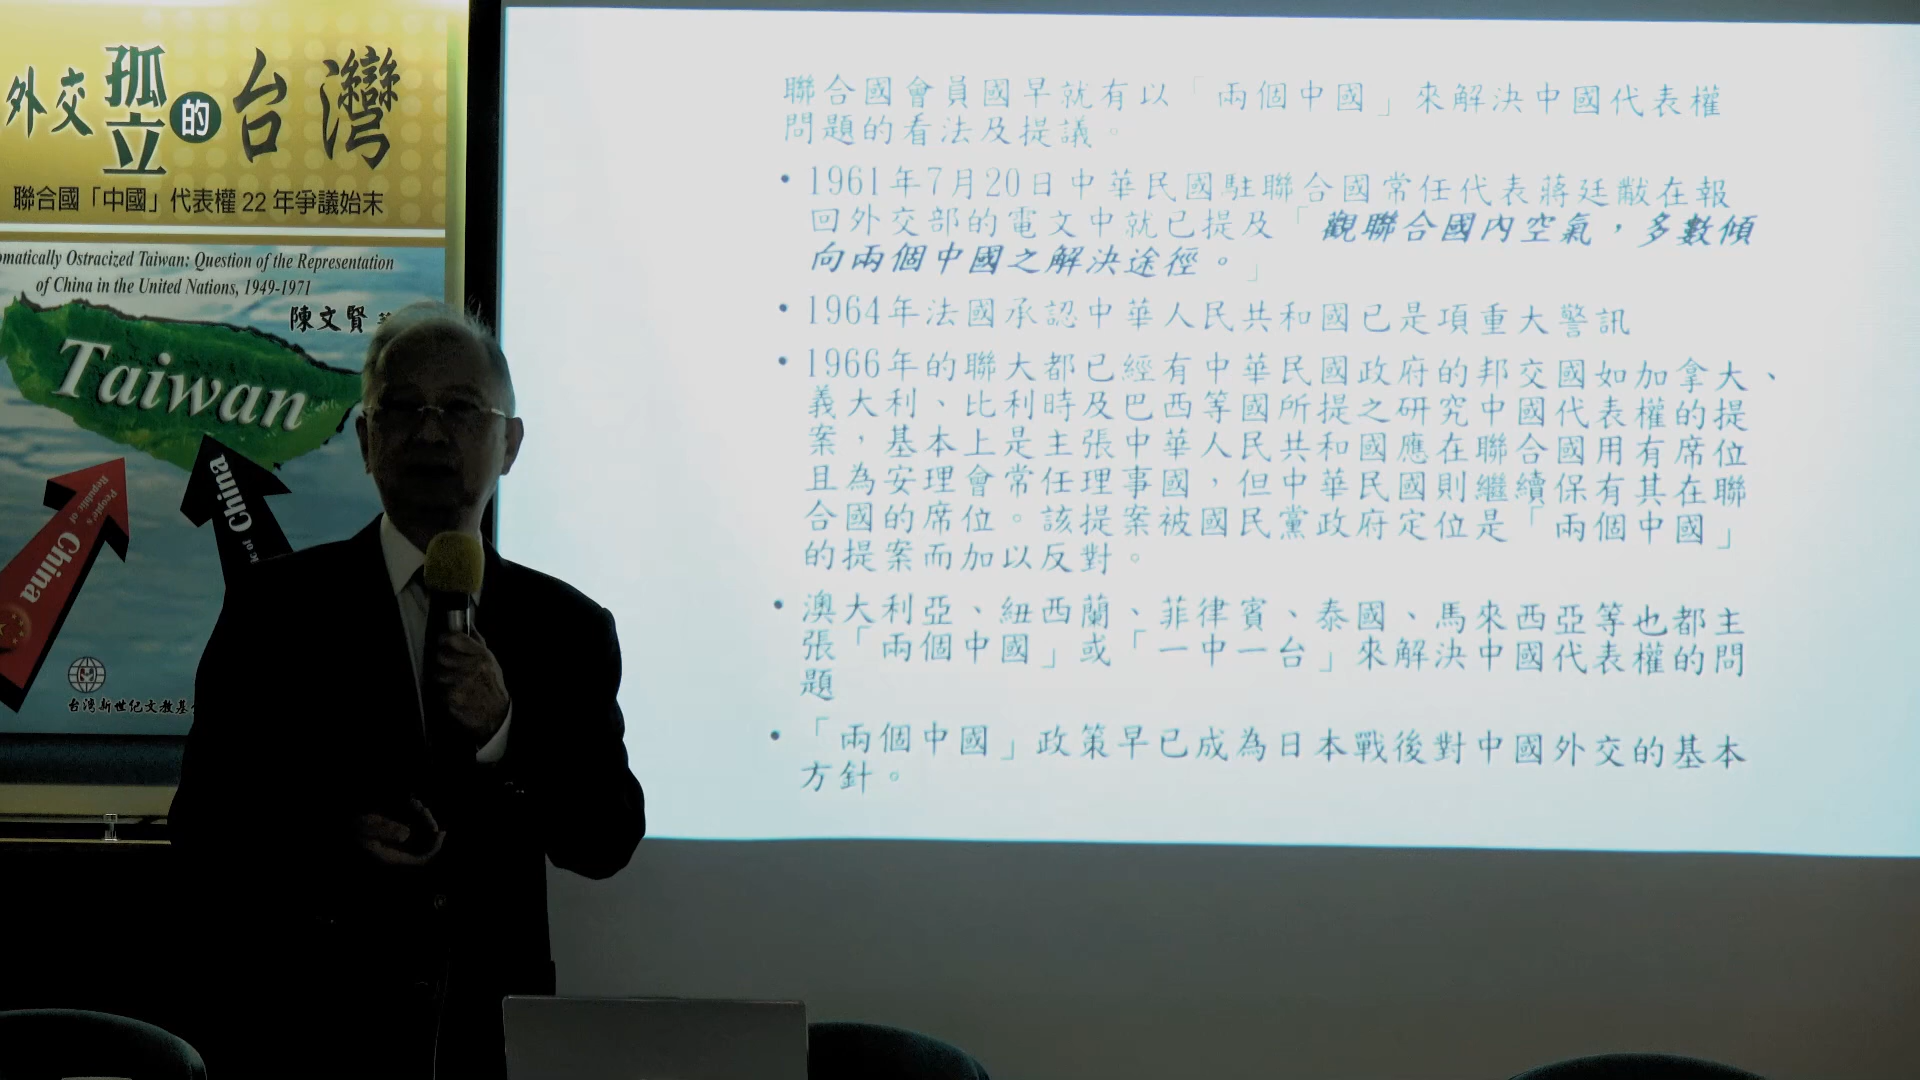 外交孤立的台灣
聯合國「中國」代表權22年爭議始末
omatically Ostracized Taiwan: Question of the Representation
of China in the United Nations, 1949-1971
陳文賢
Taiwan
People's
Republic of
China
ic of China
台灣新世紀文教基
聯合國會員國早就有以「兩個中國」來解決中國代表權
問題的看法及提議。
• 1961年7月20日中華民國駐聯合國常任代表蔣廷黻在報
回外交部的電文中就已提及「觀聯合國內空氣，多數傾
向兩個中國之解決途徑。」
• 1964年法國承認中華人民共和國已是項重大警訊
• 1966年的聯大都已經有中華民國政府的邦交國如加拿大、
義大利、比利時及巴西等國所提之研究中國代表權的提
案，基本上是主張中華人民共和國應在聯合國用有席位
且為安理會常任理事國，但中華民國則繼續保有其在聯
合國的席位。該提案被國民黨政府定位是「兩個中國」
的提案而加以反對。
• 澳大利亞、紐西蘭、菲律賓、泰國、馬來西亞等也都主
張「兩個中國」或「一中一台」來解決中國代表權的問
題
• 「兩個中國」政策早已成為日本戰後對中國外交的基本
方針。